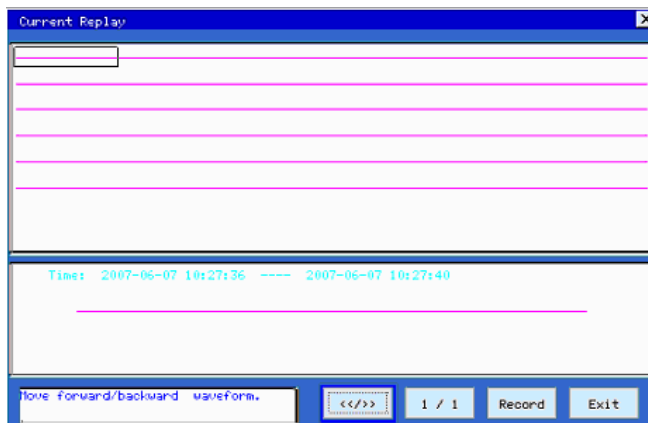 Current Replay
Time: 2007-06-07 10:27:36 ---- 2007-06-07 10:27:40
Move forward/backward waveform.
<</>>
1 / 1
Record
Exit